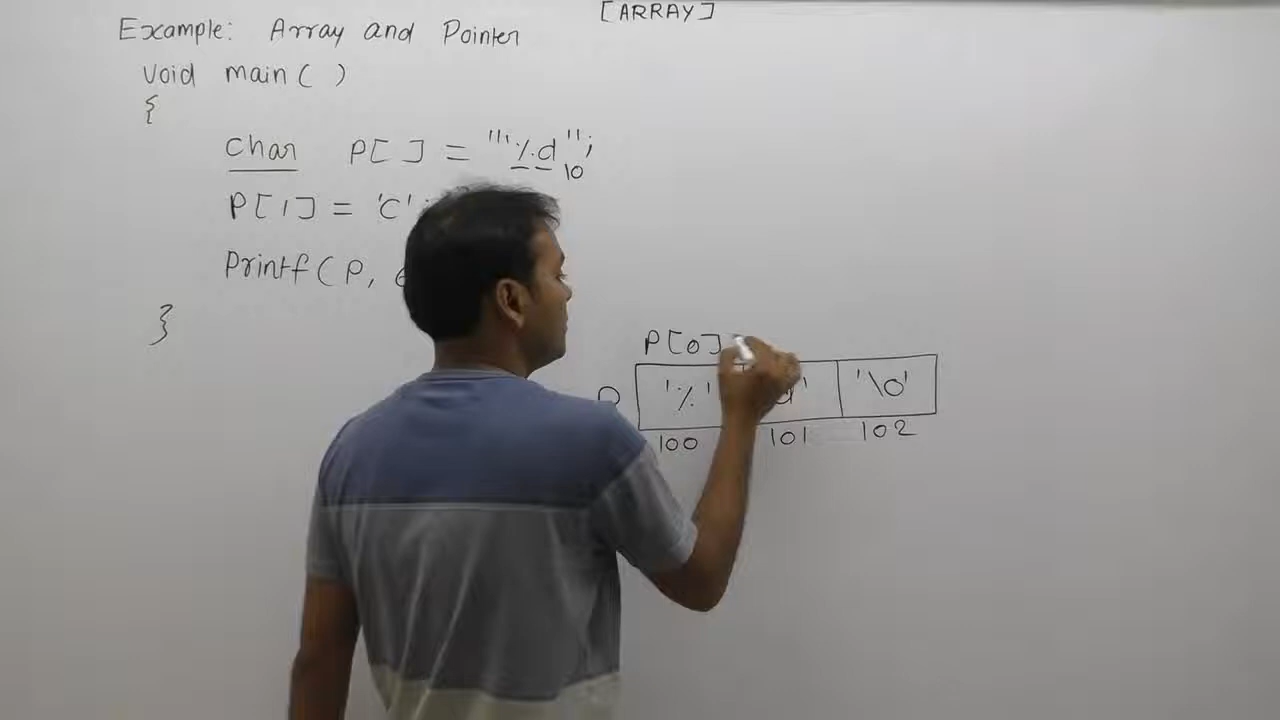 [ARRAY]
Example: Array and Pointer
void main( )
{
char P[ ] = "%d";
10
P[1] = 'c';
Printf(P,
}
P[0]
P '%' d' '\0'
100 101 102